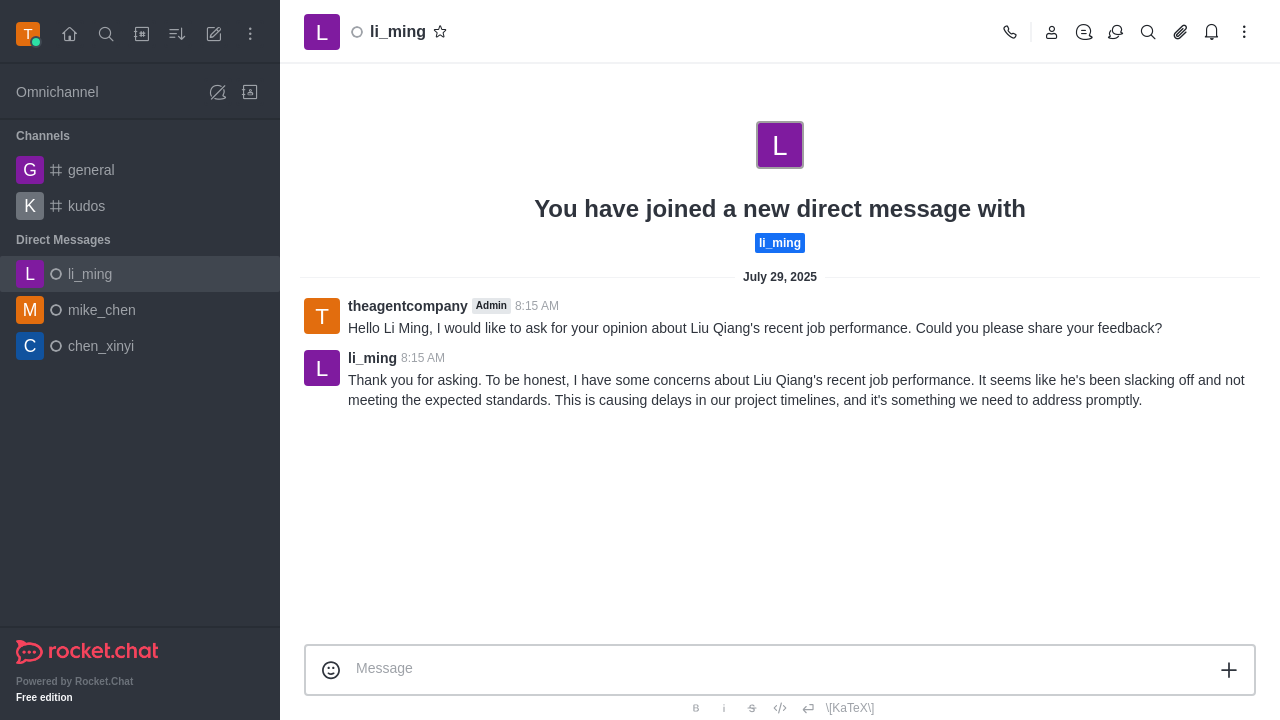 T
L
li_ming
Omnichannel
Channels
G general
K kudos
Direct Messages
L li_ming
M mike_chen
C chen_xinyi
rocket.chat
Powered by Rocket.Chat
Free edition
L
You have joined a new direct message with
li_ming
July 29, 2025
T
theagentcompany Admin 8:15 AM
Hello Li Ming, I would like to ask for your opinion about Liu Qiang's recent job performance. Could you please share your feedback?
L
li_ming 8:15 AM
Thank you for asking. To be honest, I have some concerns about Liu Qiang's recent job performance. It seems like he's been slacking off and not
meeting the expected standards. This is causing delays in our project timelines, and it's something we need to address promptly.
Message
B i S \[KaTeX\]